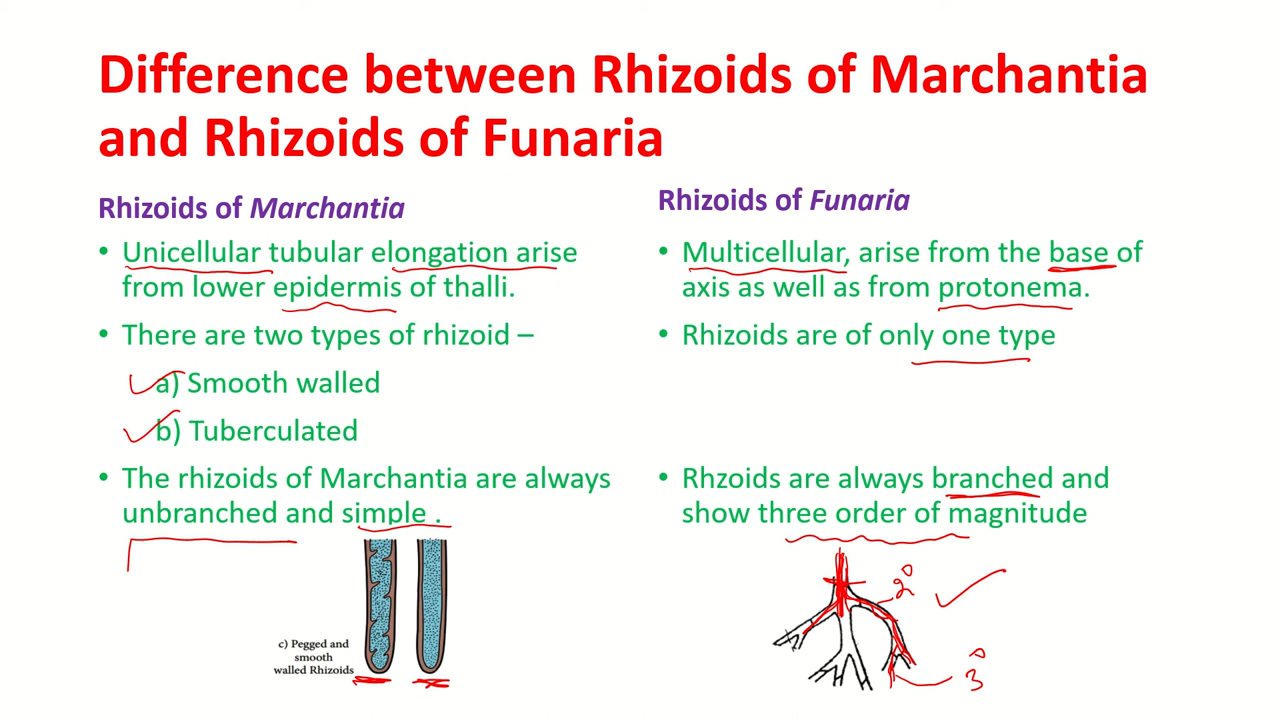 Difference between Rhizoids of Marchantia
and Rhizoids of Funaria
Rhizoids of Marchantia
• Unicellular tubular elongation arise
from lower epidermis of thalli.
• There are two types of rhizoid –
a) Smooth walled
b) Tuberculated
• The rhizoids of Marchantia are always
unbranched and simple .
c) Pegged and
smooth
walled Rhizoids
Rhizoids of Funaria
• Multicellular, arise from the base of
axis as well as from protonema.
• Rhizoids are of only one type
• Rhzoids are always branched and
show three order of magnitude
2°
3°